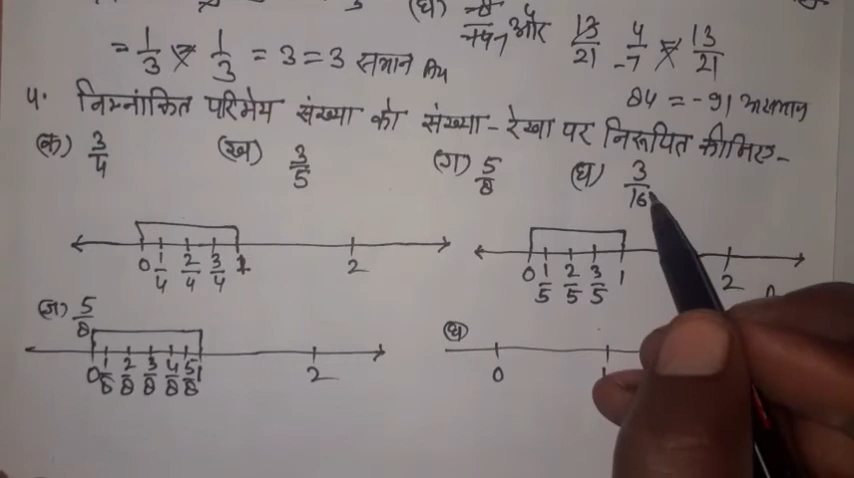 (घ) और 13/21 4/-7 13/21
= 1/3 1/3 = 3 = 3 समान
84 = -91 असमान
५. निम्नांकित परिमेय संख्या को संख्या-रेखा पर निरूपित कीजिए-
(क) 3/4 (ख) 3/5 (ग) 5/8 (घ) 3/16
0 1/4 2/4 3/4 1 2
0 1/5 2/5 3/5 1 2
(ज) 5/8
0 1/8 2/8 3/8 4/8 5/8 1 2
(घ)
0 1